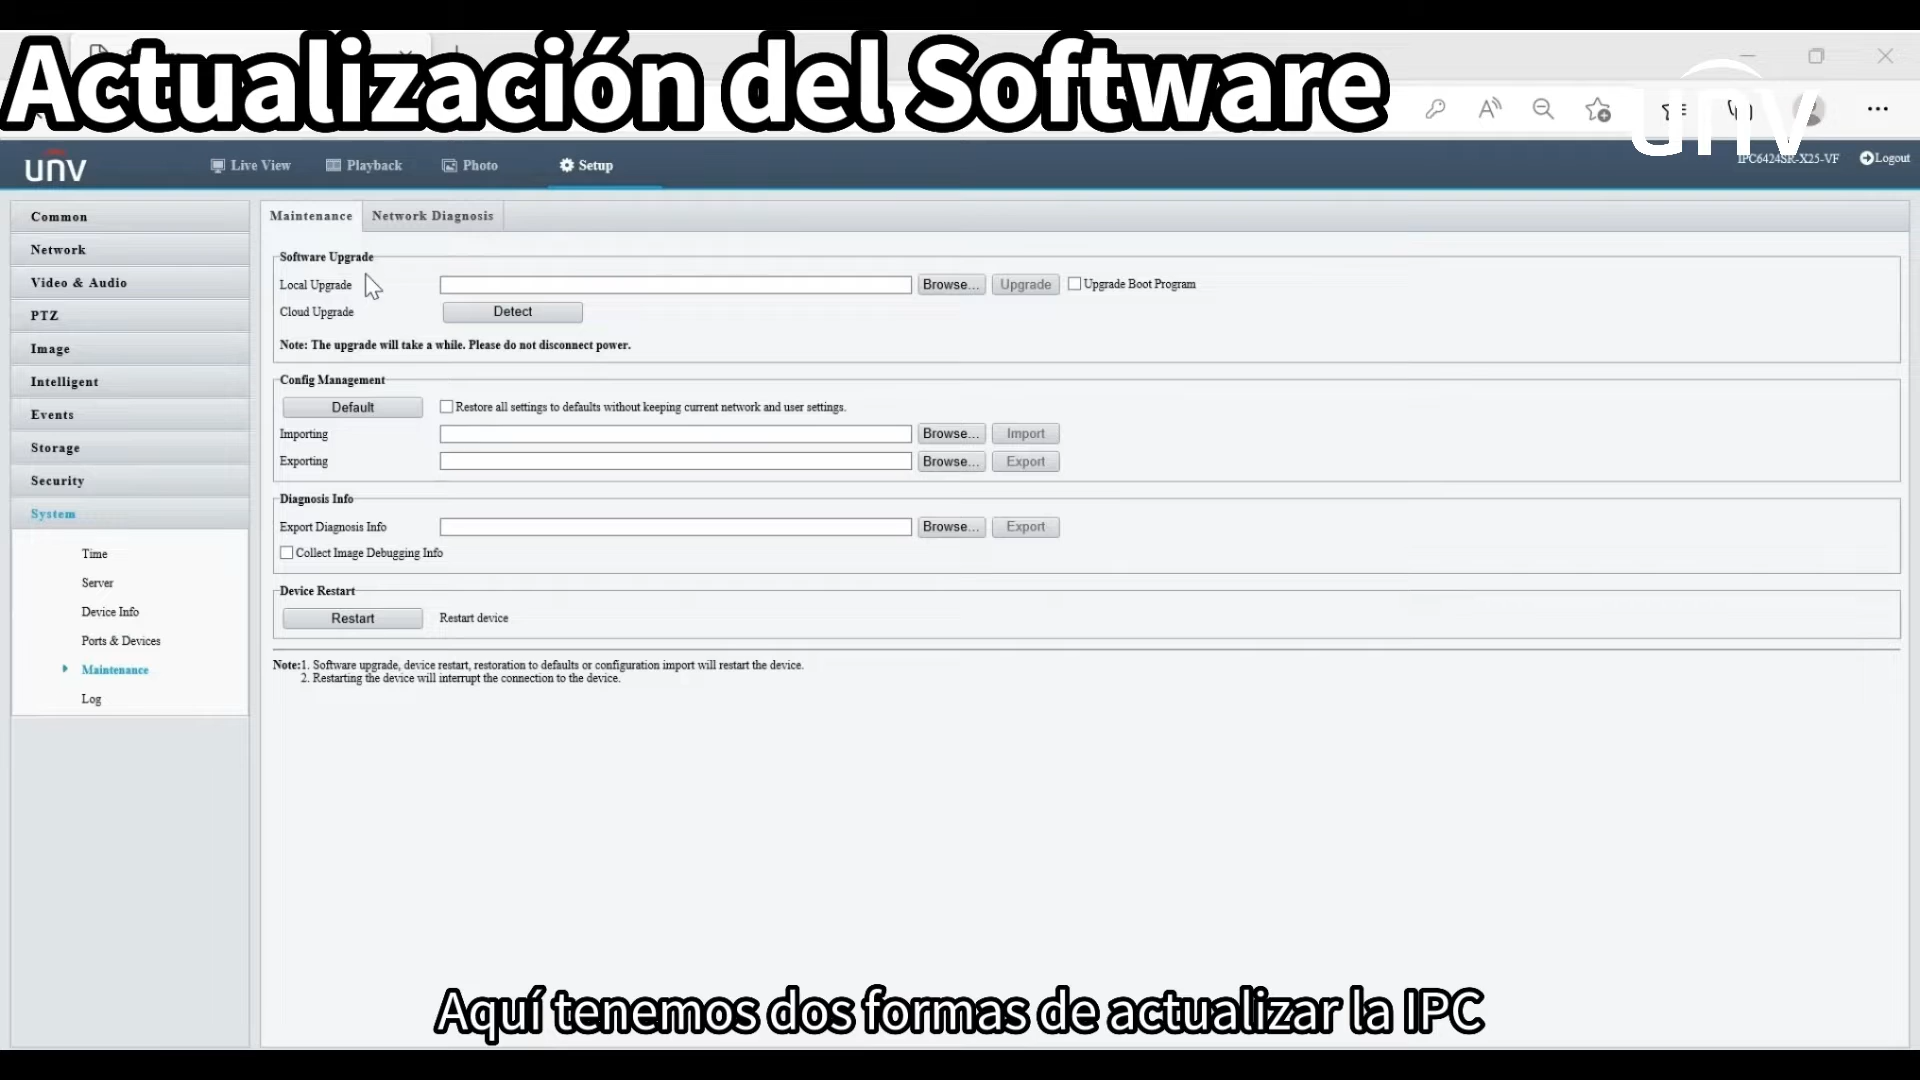 Actualización del Software
unv
unv
Live View
Playback
Photo
Setup
IPC6424SR-X25-VF
Logout
Common
Network
Video & Audio
PTZ
Image
Intelligent
Events
Storage
Security
System
Time
Server
Device Info
Ports & Devices
Maintenance
Log
Maintenance
Network Diagnosis
Software Upgrade
Local Upgrade
Browse...
Upgrade
Upgrade Boot Program
Cloud Upgrade
Detect
Note: The upgrade will take a while. Please do not disconnect power.
Config Management
Default
Restore all settings to defaults without keeping current network and user settings.
Importing
Browse...
Import
Exporting
Browse...
Export
Diagnosis Info
Export Diagnosis Info
Browse...
Export
Collect Image Debugging Info
Device Restart
Restart
Restart device
Note:1. Software upgrade, device restart, restoration to defaults or configuration import will restart the device.
2. Restarting the device will interrupt the connection to the device.
Aquí tenemos dos formas de actualizar la IPC